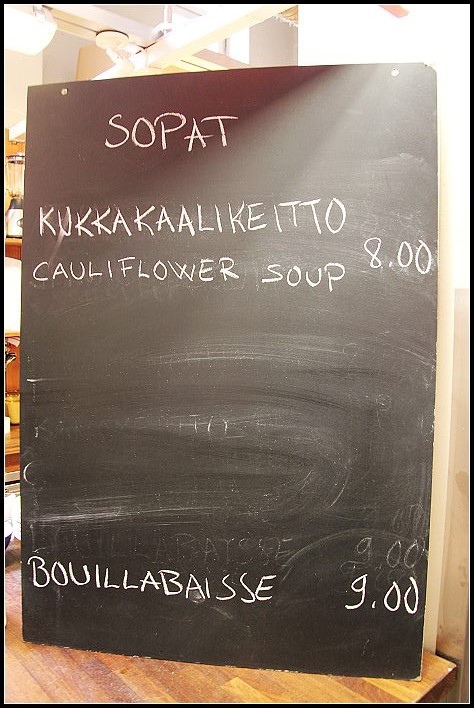 SOPAT
KUKKAKAALIKEITTO
CAULIFLOWER SOUP 8.00
BOUILLABAISSE 9.00